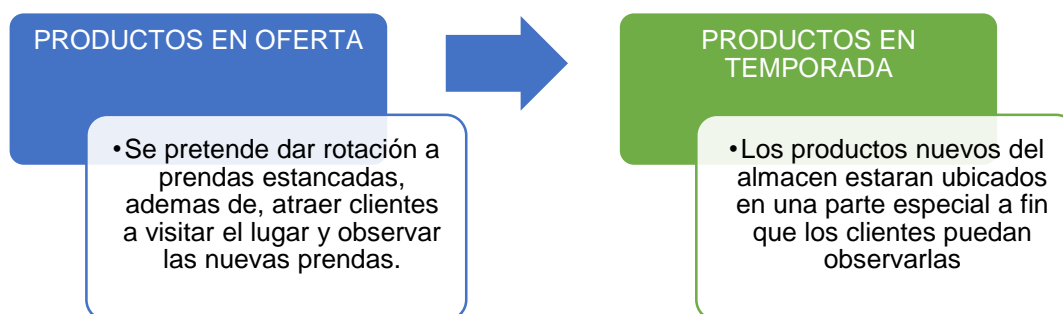 PRODUCTOS EN OFERTA
•Se pretende dar rotación a
prendas estancadas,
ademas de, atraer clientes
a visitar el lugar y observar
las nuevas prendas.
PRODUCTOS EN
TEMPORADA
•Los productos nuevos del
almacen estaran ubicados
en una parte especial a fin
que los clientes puedan
observarlas